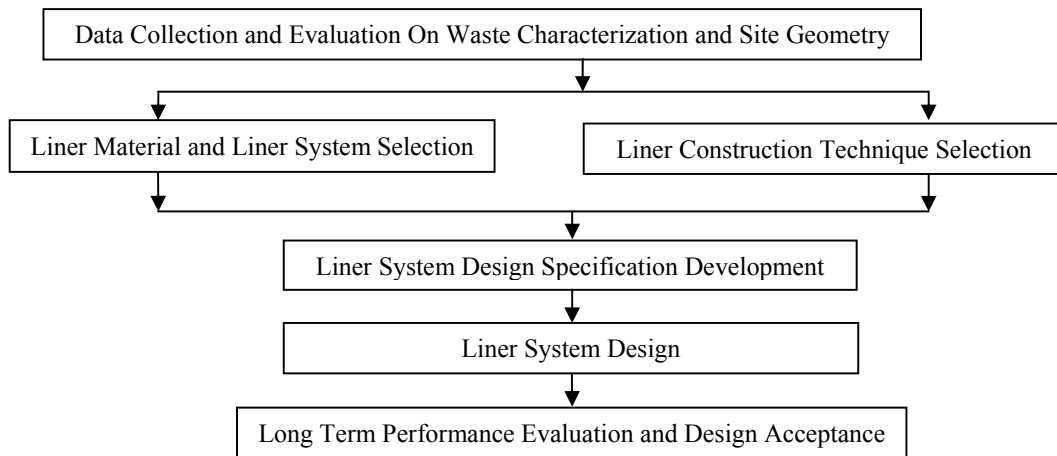 Data Collection and Evaluation On Waste Characterization and Site Geometry
Liner Material and Liner System Selection
Liner Construction Technique Selection
Liner System Design Specification Development
Liner System Design
Long Term Performance Evaluation and Design Acceptance